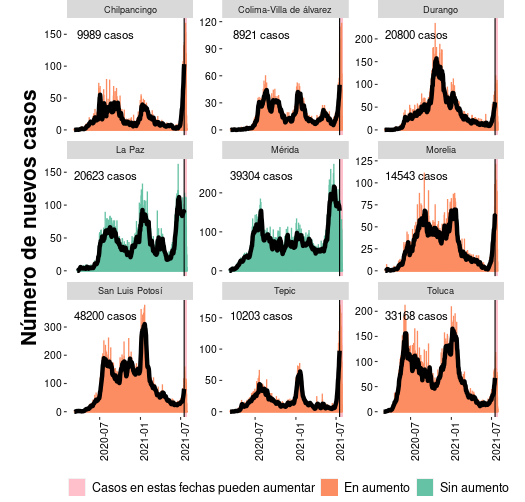 Número de nuevos casos
Chilpancingo
Colima-Villa de álvarez
Durango
150
100
50
0
9989 casos
120
90
60
30
0
8921 casos
200
150
100
50
0
20800 casos
La Paz
Mérida
Morelia
150
100
50
0
20623 casos
200
100
0
39304 casos
125
100
75
50
25
0
14543 casos
San Luis Potosí
Tepic
Toluca
300
200
100
0
48200 casos
150
100
50
0
10203 casos
200
150
100
50
0
33168 casos
2020-07
2021-01
2021-07
2020-07
2021-01
2021-07
2020-07
2021-01
2021-07
Casos en estas fechas pueden aumentar
En aumento
Sin aumento